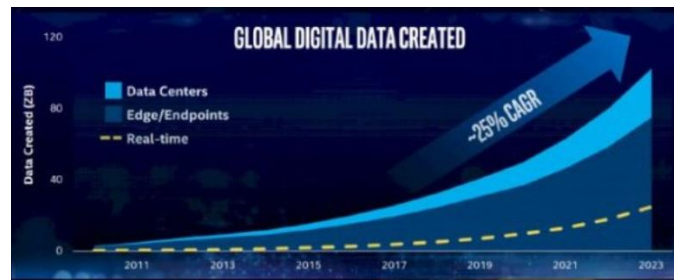 GLOBAL DIGITAL DATA CREATED
120
80
40
0
Data Created (ZB)
Data Centers
Edge/Endpoints
Real-time
~25% CAGR
2011 2013 2015 2017 2019 2021 2023